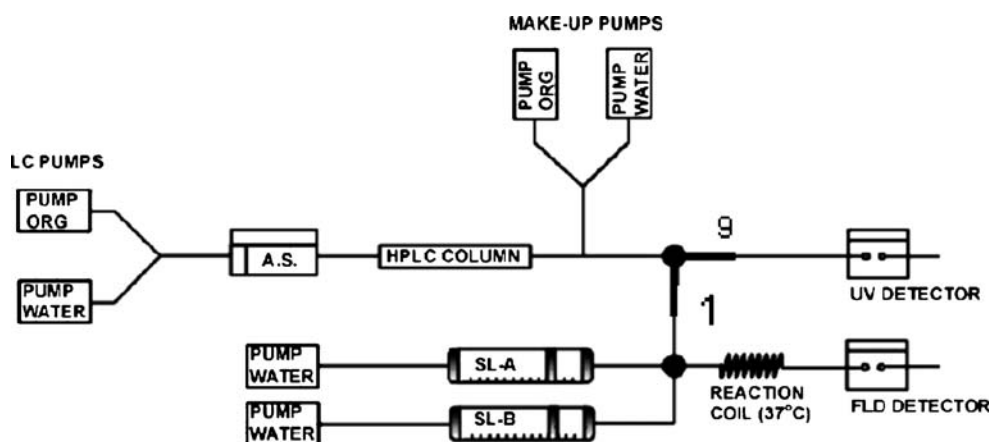 MAKE-UP PUMPS
PUMP
ORG
PUMP
WATER
LC PUMPS
PUMP
ORG
PUMP
WATER
A.S.
HPLC COLUMN
9
UV DETECTOR
1
PUMP
WATER
SL-A
REACTION
COIL (37°C)
FLD DETECTOR
PUMP
WATER
SL-B